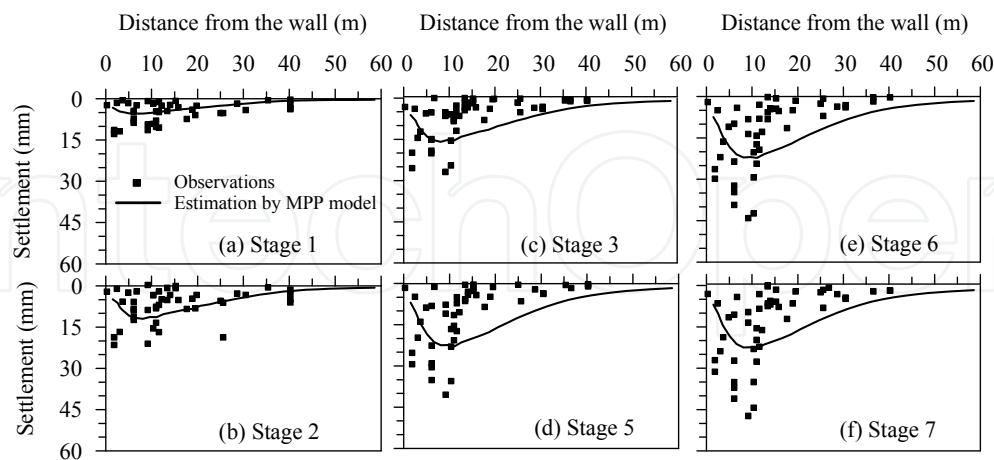 Distance from the wall (m) Distance from the wall (m) Distance from the wall (m)
0 10 20 30 40 50 60 0 10 20 30 40 50 60 0 10 20 30 40 50 60
Settlement (mm)
0
15
30
45
60
Observations
Estimation by MPP model
(a) Stage 1
(c) Stage 3
(e) Stage 6
Settlement (mm)
0
15
30
45
60
(b) Stage 2
(d) Stage 5
(f) Stage 7